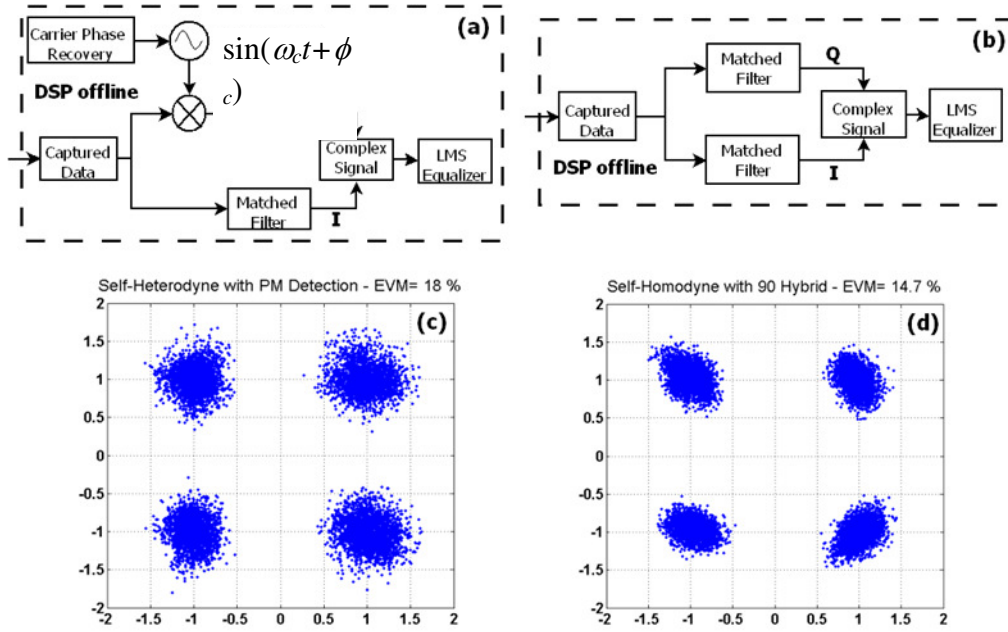 (a)
Carrier Phase
Recovery
sin(ω_ct+ϕ
c)
DSP offline
Captured
Data
Complex
Signal
LMS
Equalizer
Matched
Filter
I
(b)
Matched
Filter
Q
Captured
Data
Complex
Signal
LMS
Equalizer
DSP offline
Matched
Filter
I
Self-Heterodyne with PM Detection - EVM= 18 %
(c)
2
1.5
1
0.5
0
-0.5
-1
-1.5
-2
-2 -1.5 -1 -0.5 0 0.5 1 1.5 2
Self-Homodyne with 90 Hybrid - EVM= 14.7 %
(d)
2
1.5
1
0.5
0
-0.5
-1
-1.5
-2
-2 -1.5 -1 -0.5 0 0.5 1 1.5 2